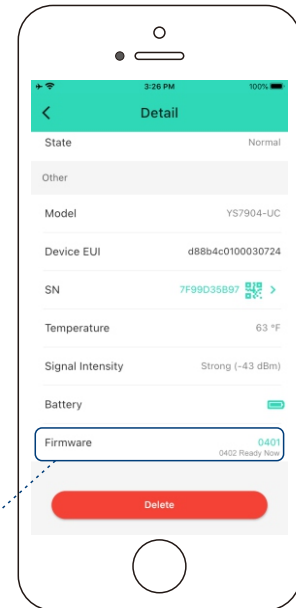 3:26 PM 100%
Detail
State Normal
Other
Model YS7904-UC
Device EUI d88b4c0100030724
SN 7F99D35B97
Temperature 63 °F
Signal Intensity Strong (-43 dBm)
Battery
Firmware 0401
0402 Ready Now
Delete